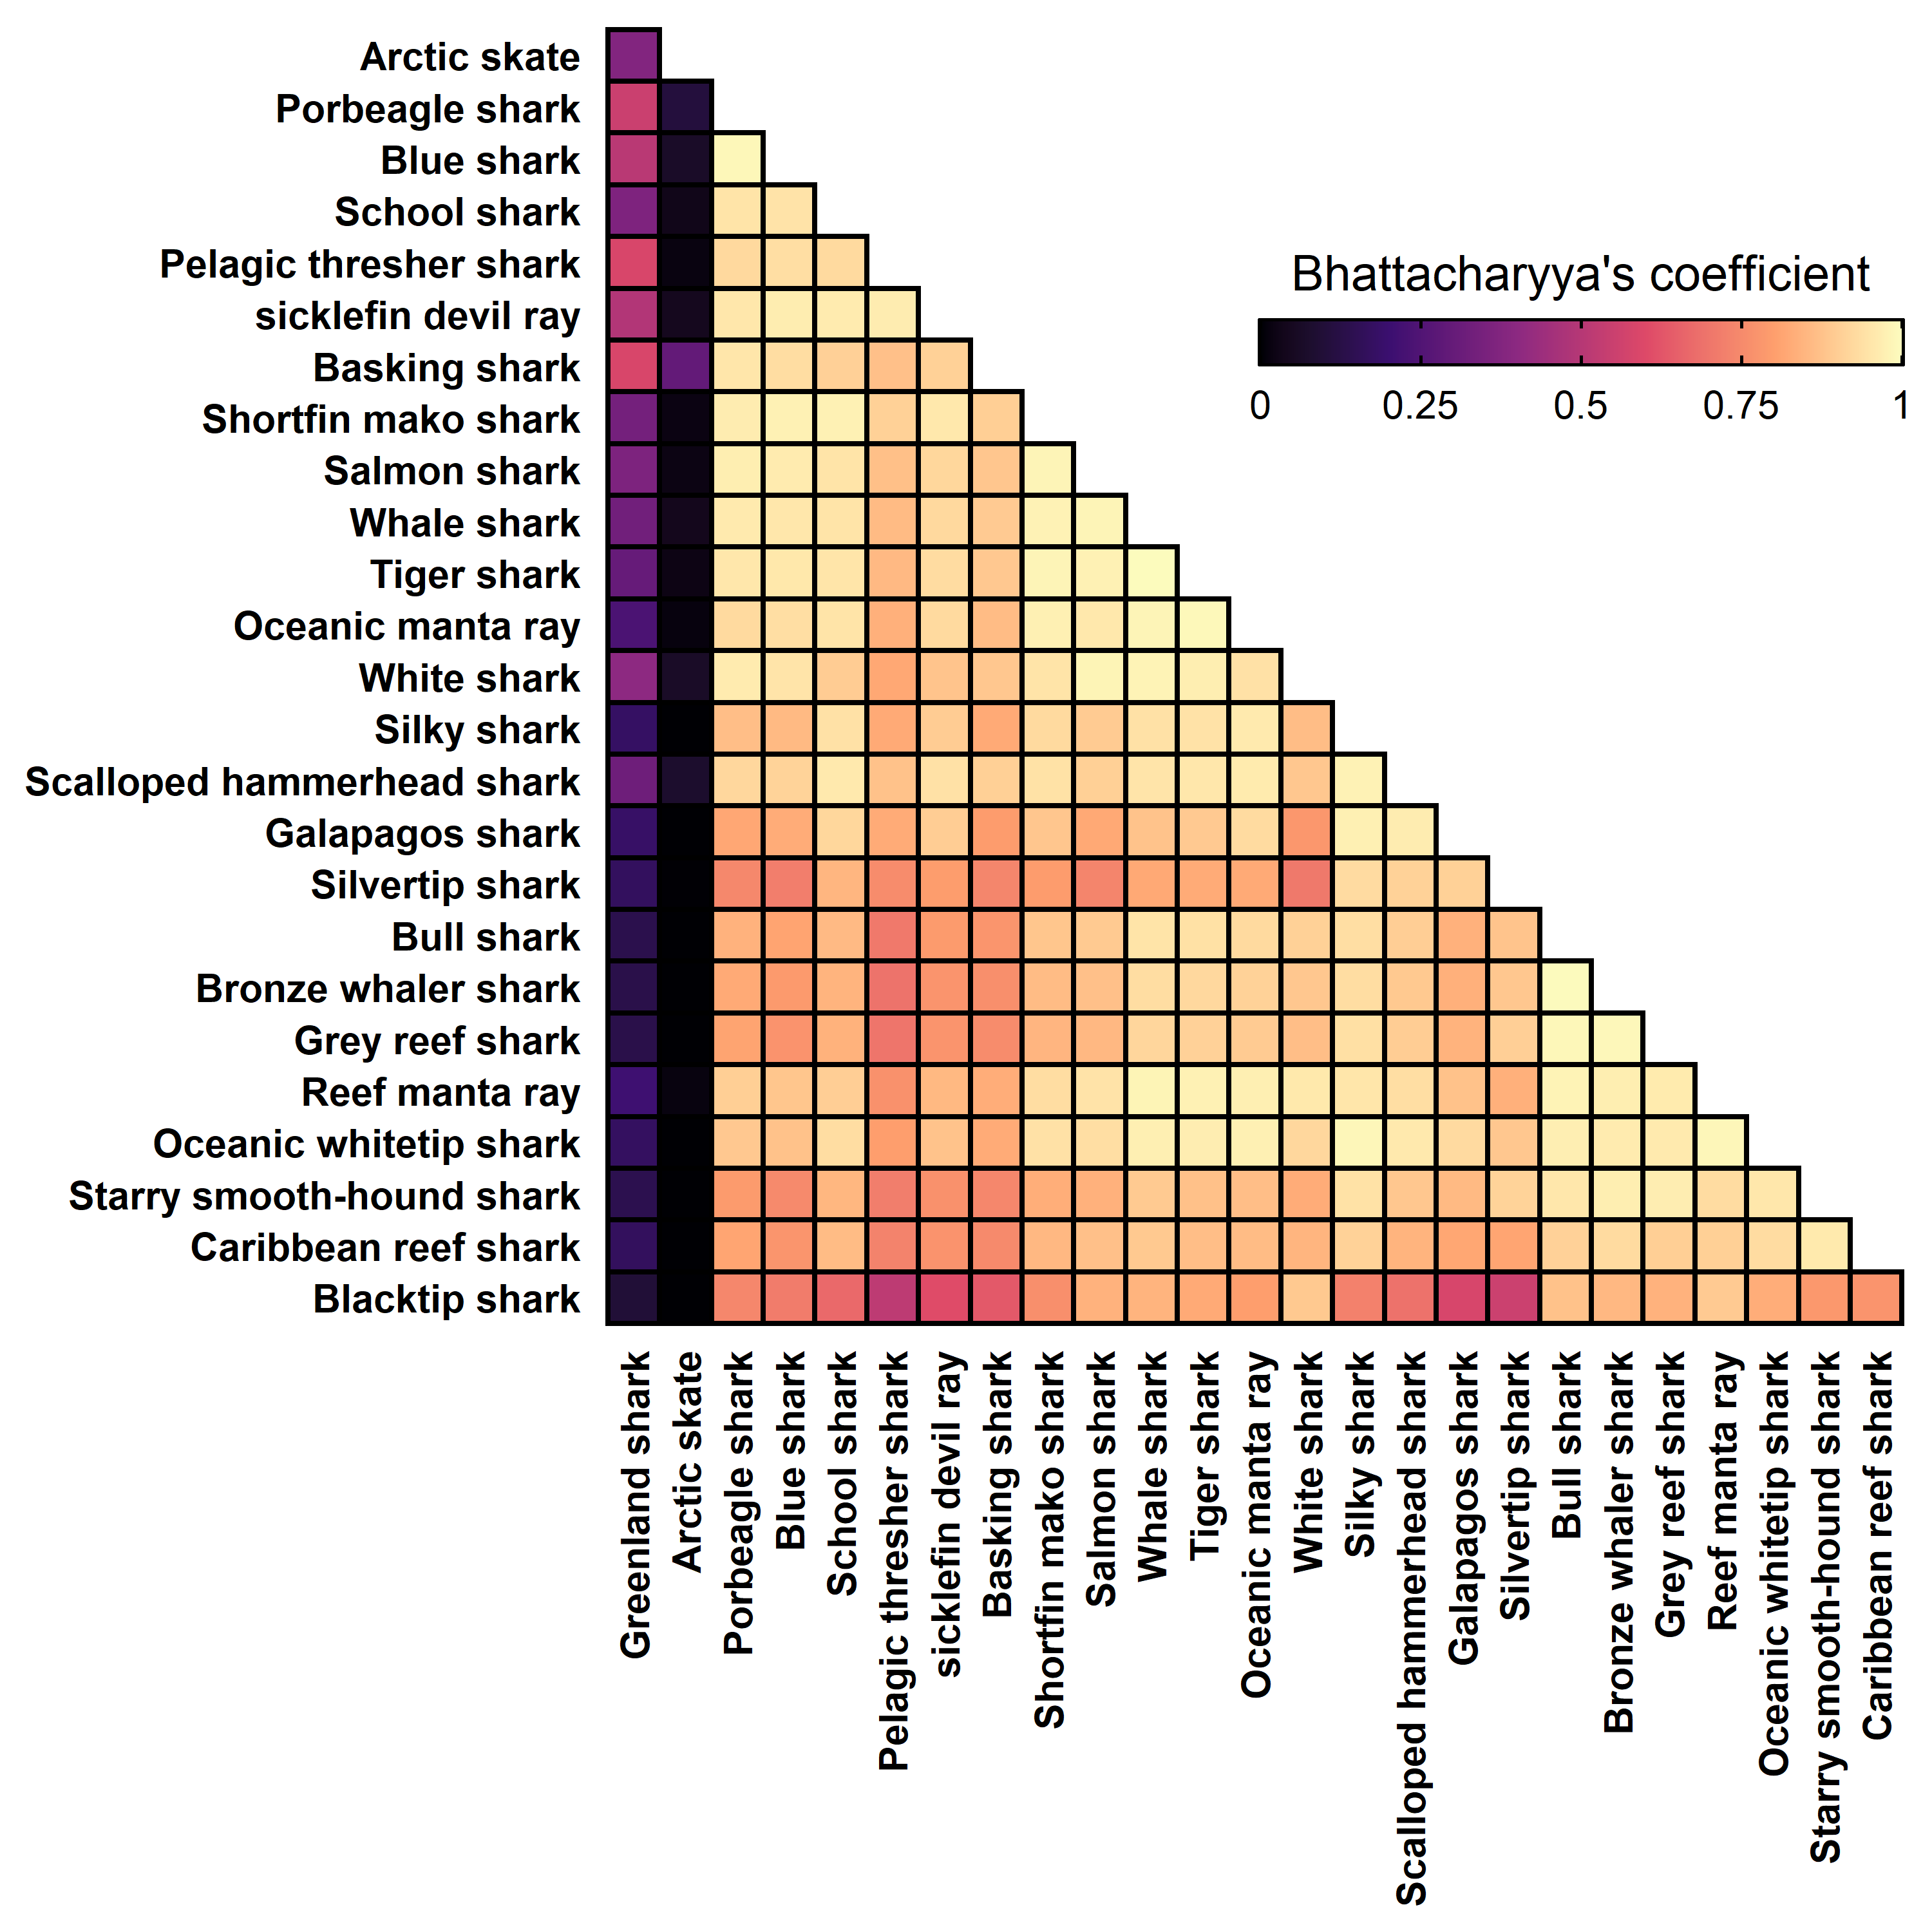 Arctic skate
Porbeagle shark
Blue shark
School shark
Pelagic thresher shark
sicklefin devil ray
Basking shark
Shortfin mako shark
Salmon shark
Whale shark
Tiger shark
Oceanic manta ray
White shark
Silky shark
Scalloped hammerhead shark
Galapagos shark
Silvertip shark
Bull shark
Bronze whaler shark
Grey reef shark
Reef manta ray
Oceanic whitetip shark
Starry smooth-hound shark
Caribbean reef shark
Blacktip shark
Bhattacharyya's coefficient
0 0.25 0.5 0.75 1
Greenland shark
Arctic skate
Porbeagle shark
Blue shark
School shark
Pelagic thresher shark
sicklefin devil ray
Basking shark
Shortfin mako shark
Salmon shark
Whale shark
Tiger shark
Oceanic manta ray
White shark
Silky shark
Scalloped hammerhead shark
Galapagos shark
Silvertip shark
Bull shark
Bronze whaler shark
Grey reef shark
Reef manta ray
Oceanic whitetip shark
Starry smooth-hound shark
Caribbean reef shark